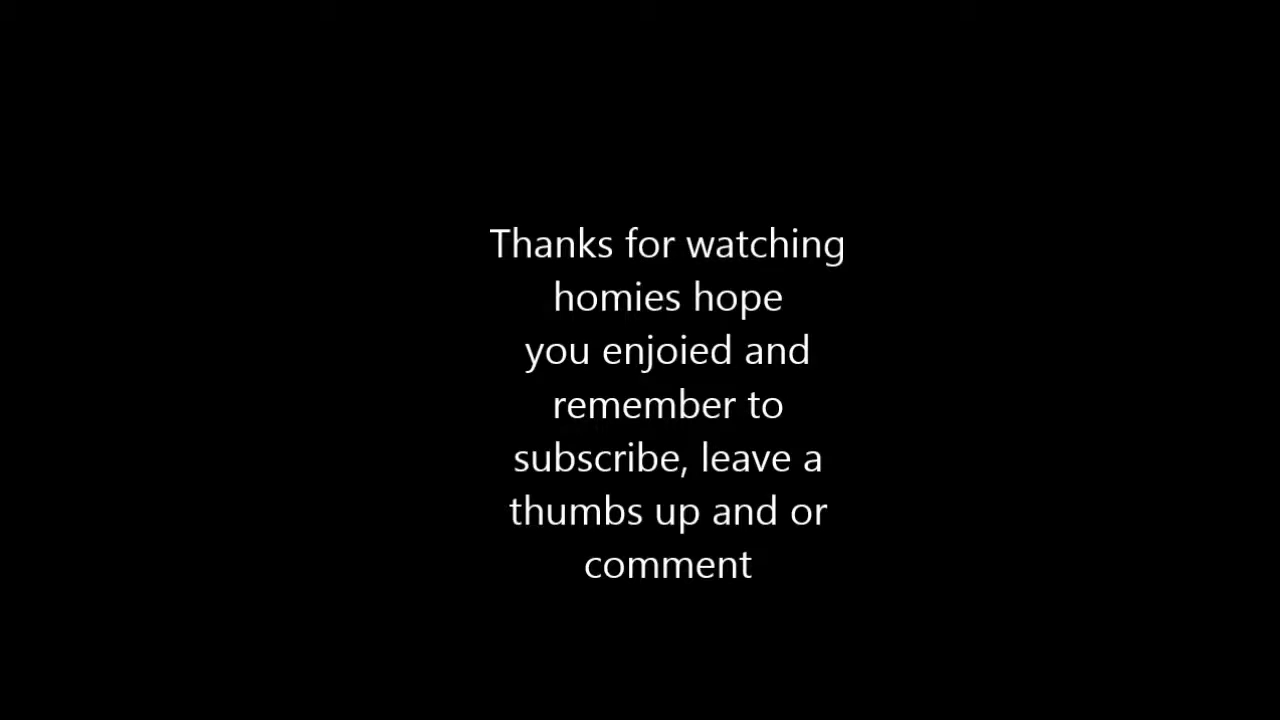 Thanks for watching
homies hope
you enjoied and
remember to
subscribe, leave a
thumbs up and or
comment